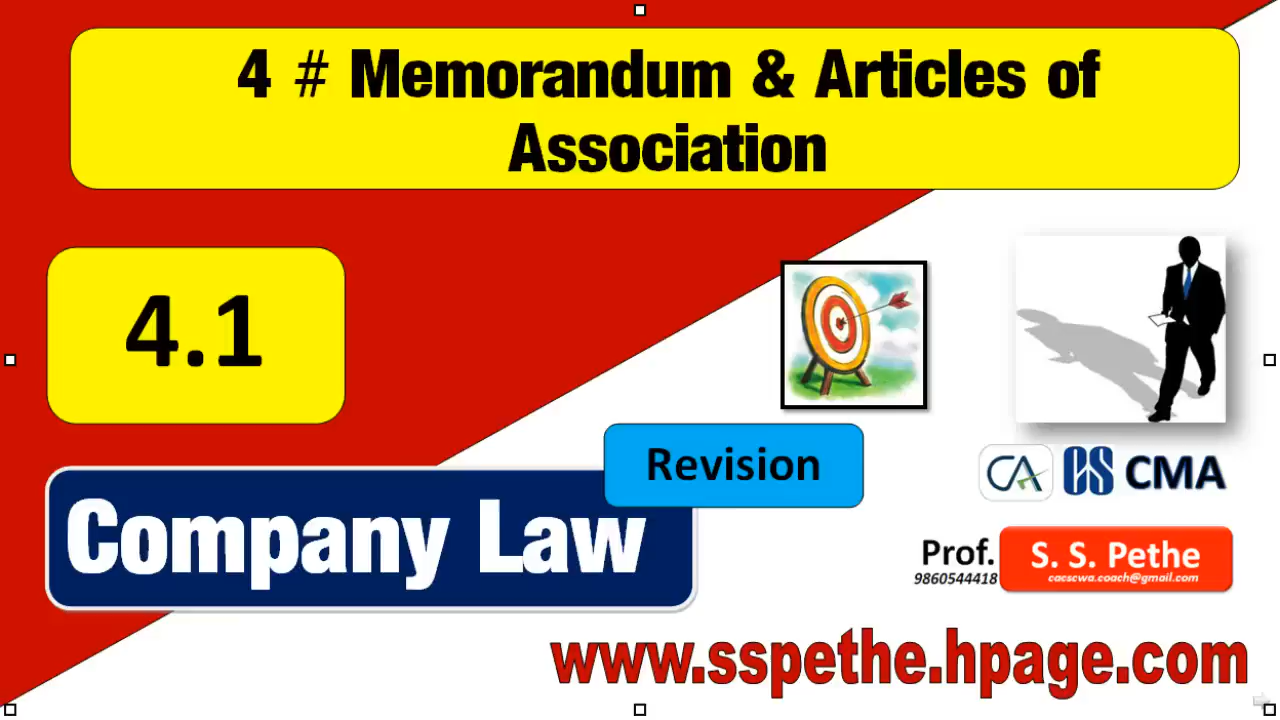 4 # Memorandum & Articles of
Association
4.1
Revision
Company Law
CA CS CMA
Prof. S. S. Pethe
9860544418 cacscwa.coach@gmail.com
www.sspethe.hpage.com